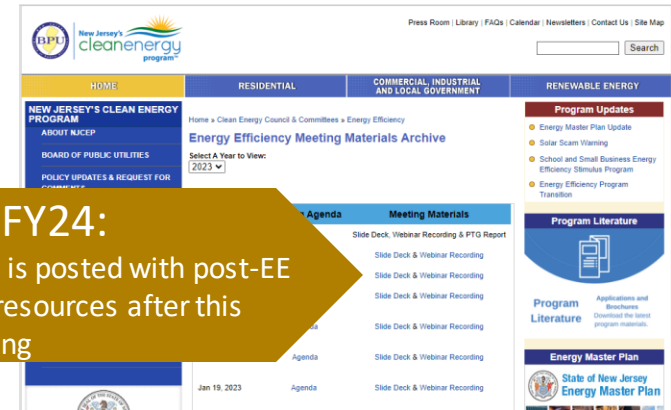 Press Room | Library | FAQs | Calendar | Newsletters | Contact Us | Site Map
BPU
New Jersey's
cleanenergy
program™
Search
HOME
RESIDENTIAL
COMMERCIAL, INDUSTRIAL
AND LOCAL GOVERNMENT
RENEWABLE ENERGY
NEW JERSEY'S CLEAN ENERGY
PROGRAM
ABOUT NJCEP
BOARD OF PUBLIC UTILITIES
POLICY UPDATES & REQUEST FOR
COMMENTS
Home » Clean Energy Council & Committees » Energy Efficiency
Energy Efficiency Meeting Materials Archive
Select A Year to View:
2023
Agenda
Meeting Materials
Slide Deck, Webinar Recording & PTG Report
Slide Deck & Webinar Recording
Slide Deck & Webinar Recording
Slide Deck & Webinar Recording
Slide Deck & Webinar Recording
Agenda
Slide Deck & Webinar Recording
Jan 19, 2023
Agenda
Slide Deck & Webinar Recording
FY24:
is posted with post-EE
resources after this
ng
Program Updates
Energy Master Plan Update
Solar Scam Warning
School and Small Business Energy
Efficiency Stimulus Program
Energy Efficiency Program
Transition
Program Literature
Program
Literature
Applications and
Brochures
Download the latest
program materials.
Energy Master Plan
State of New Jersey
Energy Master Plan